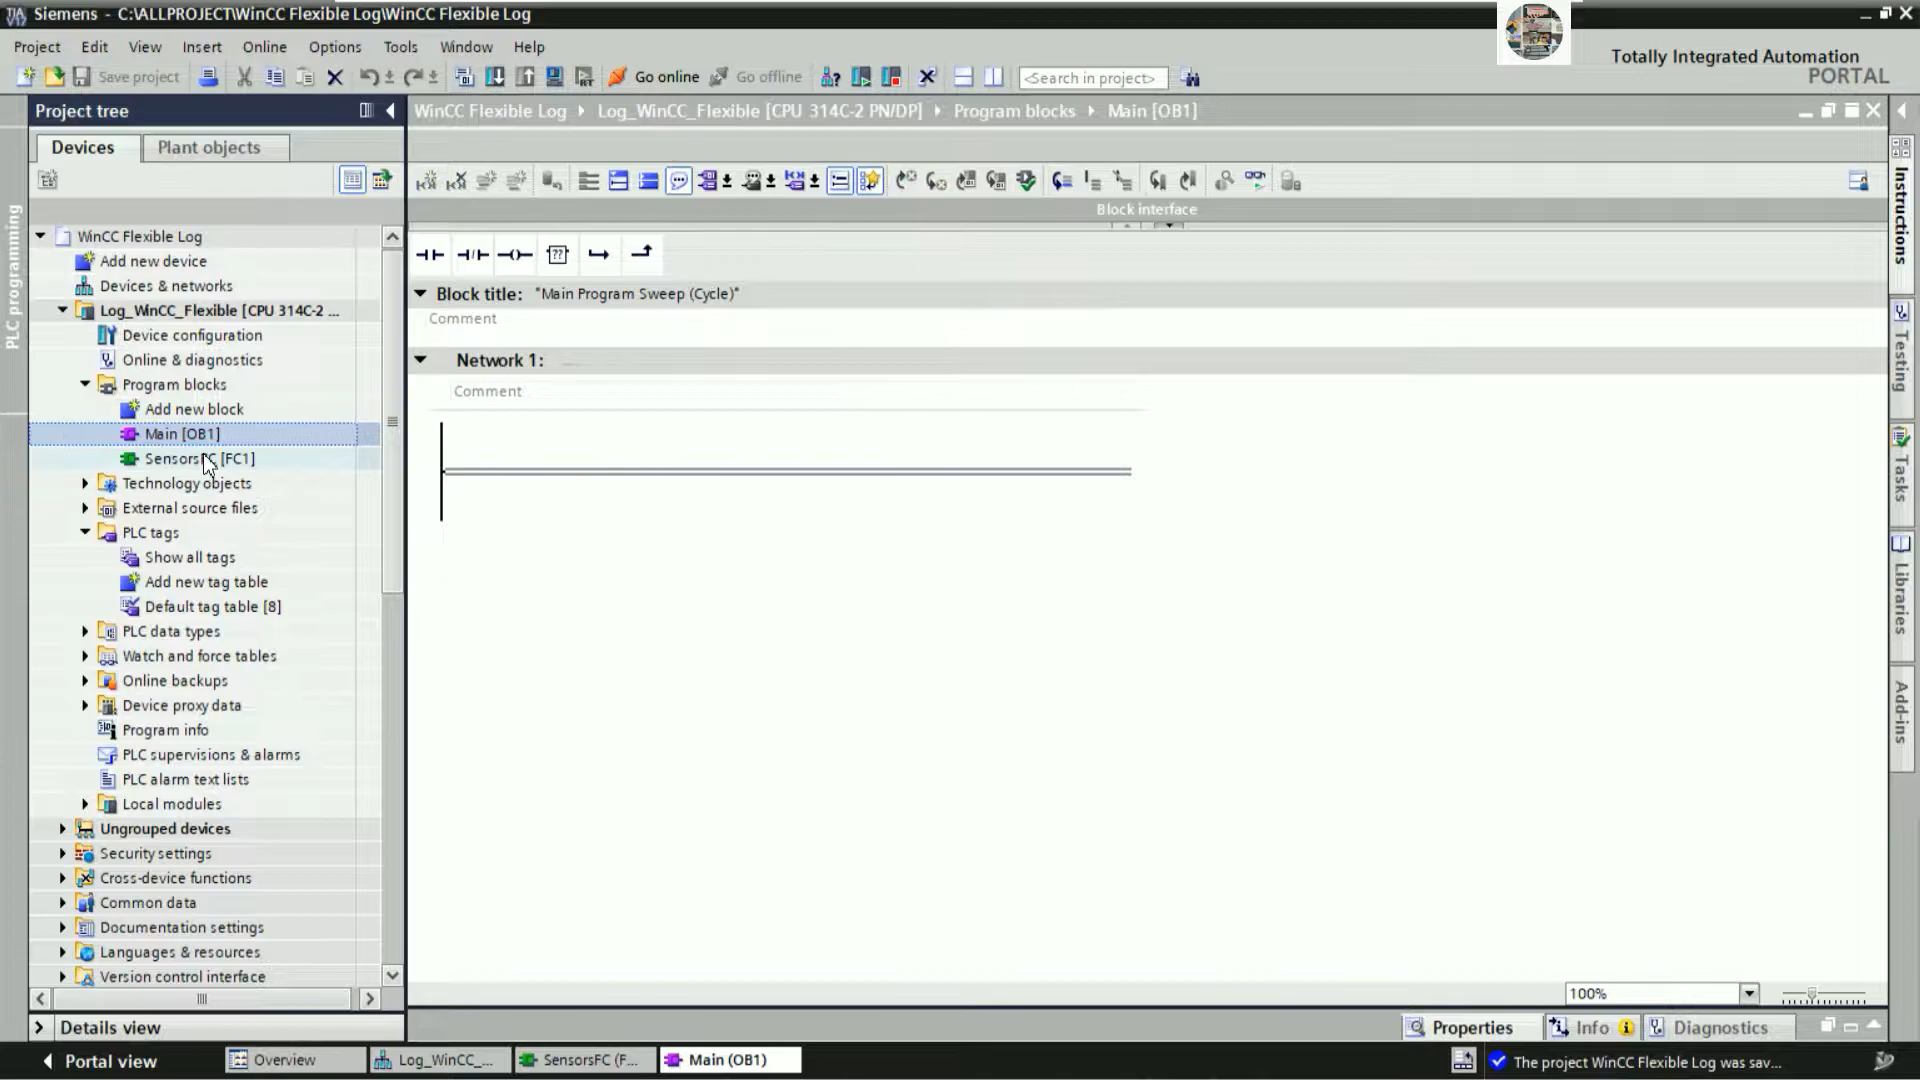 Siemens - C:\ALLPROJECT\WinCC Flexible Log\WinCC Flexible Log
Project Edit View Insert Online Options Tools Window Help
Totally Integrated Automation
PORTAL
Save project
Go online
Go offline
<Search in project>
Project tree
WinCC Flexible Log
Log_WinCC_Flexible [CPU 314C-2 PN/DP]
Program blocks
Main [OB1]
Devices
Plant objects
PLC programming
Block interface
WinCC Flexible Log
Add new device
Devices & networks
Log_WinCC_Flexible [CPU 314C-2 ...
Device configuration
Online & diagnostics
Program blocks
Add new block
Main [OB1]
[FC1]
Technology objects
External source files
PLC tags
Show all tags
Add new tag table
Default tag table [8]
PLC data types
Watch and force tables
Online backups
Device proxy data
Program info
PLC supervisions & alarms
PLC alarm text lists
Local modules
Ungrouped devices
Security settings
Cross-device functions
Common data
Documentation settings
Languages & resources
Version control interface
Details view
??
Block title: "Main Program Sweep (Cycle)"
Comment
Network 1:
Comment
100%
Instructions
Testing
Tasks
Libraries
Add-ins
Properties
Info
Diagnostics
Portal view
Overview
Log_WinCC_...
SensorsFC (F...
Main (OB1)
The project WinCC Flexible Log was sav...